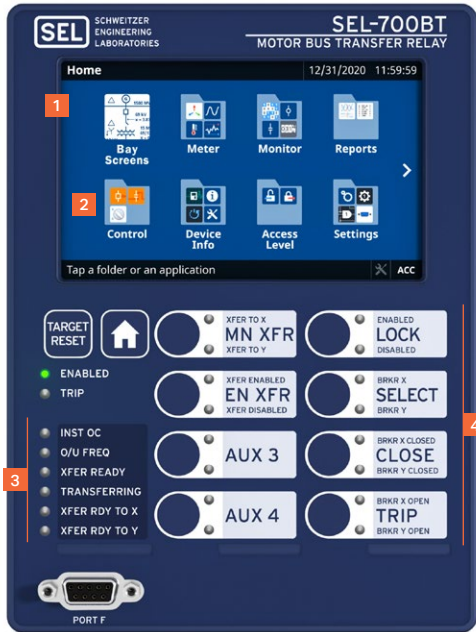 SEL SCHWEITZER
ENGINEERING
LABORATORIES
SEL-700BT
MOTOR BUS TRANSFER RELAY
Home 12/31/2020 11:59:59
1
Bay
Screens
Meter
Monitor
Reports
2
Control
Device
Info
Access
Level
Settings
Tap a folder or an application
ACC
TARGET
RESET
XFER TO X
MN XFR
XFER TO Y
ENABLED
LOCK
DISABLED
ENABLED
TRIP
XFER ENABLED
EN XFR
XFER DISABLED
BRKR X
SELECT
BRKR Y
3
INST OC
O/U FREQ
XFER READY
TRANSFERRING
XFER RDY TO X
XFER RDY TO Y
AUX 3
BRKR X CLOSED
CLOSE
BRKR Y CLOSED
4
AUX 4
BRKR X OPEN
TRIP
BRKR Y OPEN
PORT F